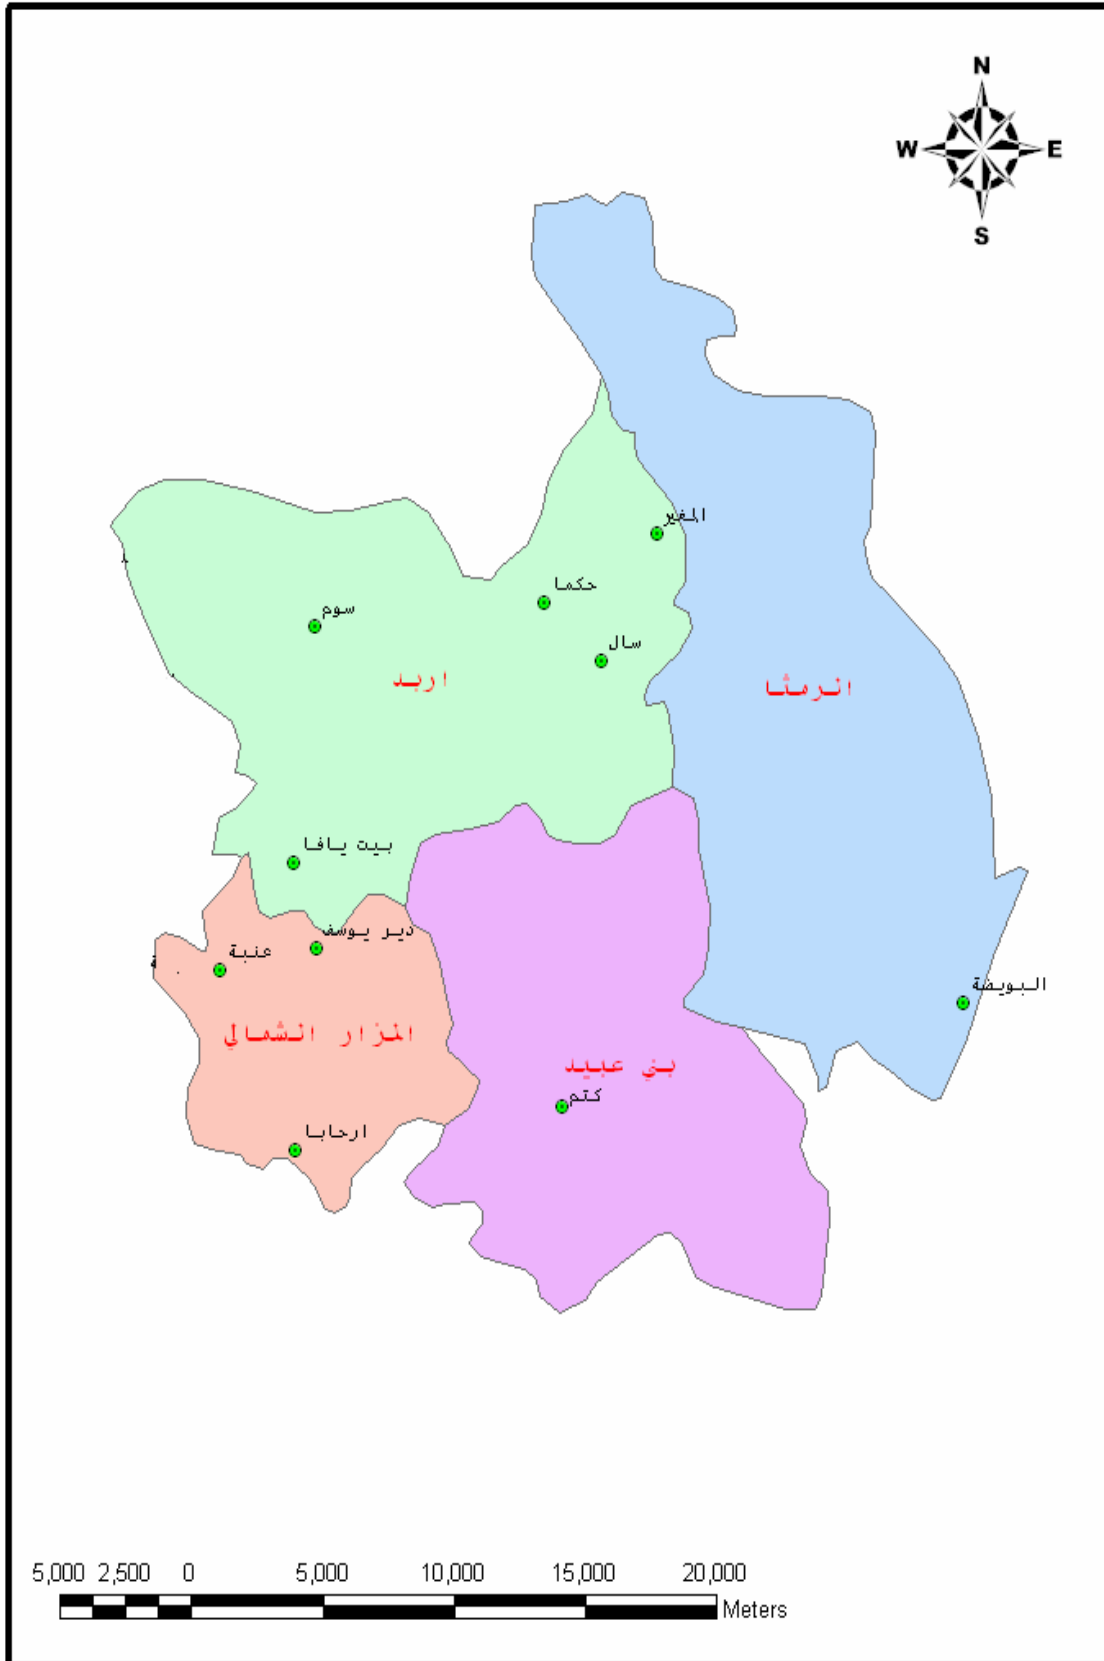 N
W E
S
المغير
حكما
سوم
سال
اربد
الرمثا
بيت يافا
دير يوسف
عنبة
البويضة
المزار الشمالي
بني عبيد
كتم
ارحابا
5,000 2,500 0 5,000 10,000 15,000 20,000
Meters